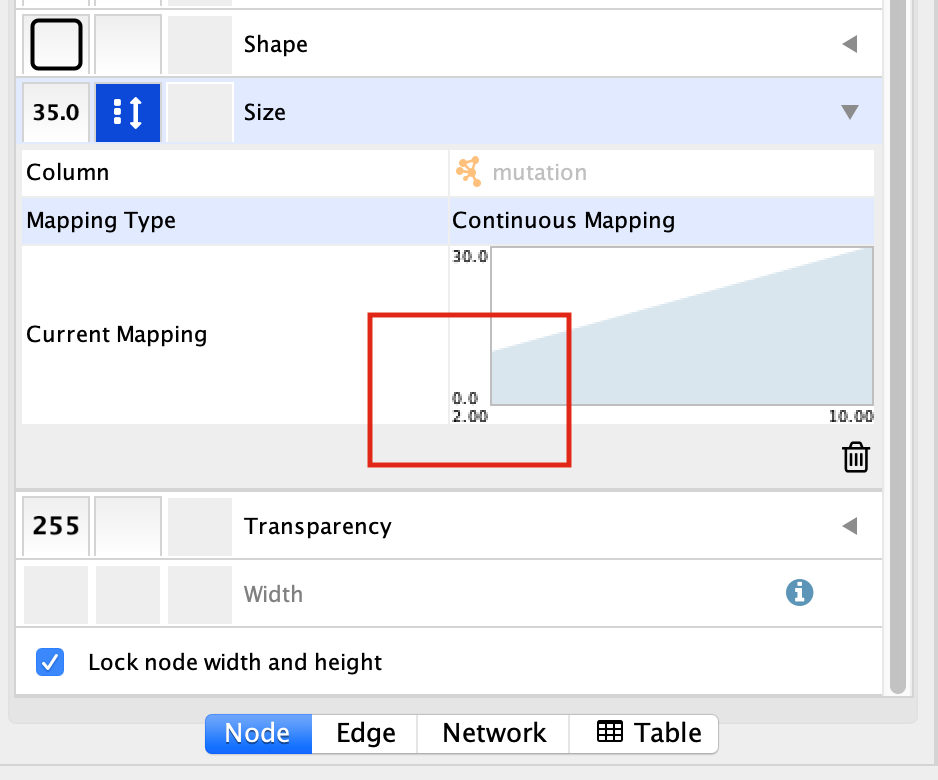 Shape
35.0 Size
Column mutation
Mapping Type Continuous Mapping
30.0
Current Mapping
0.0
2.00 10.00
255 Transparency
Width
Lock node width and height
Node Edge Network Table